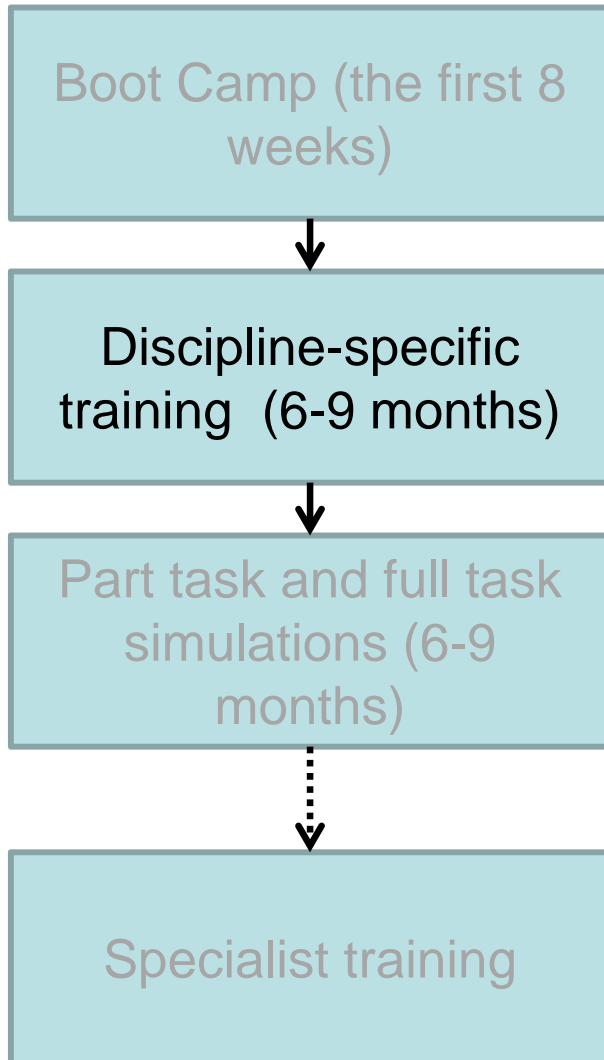 Boot Camp (the first 8
weeks)
Discipline-specific
training  (6-9 months)
Part task and full task
simulations (6-9
months)
Specialist training